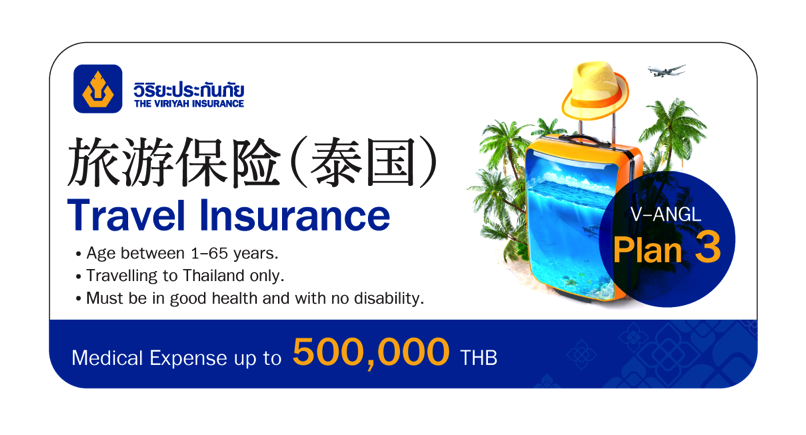 วิริยะประกันภัย
THE VIRIYAH INSURANCE
旅游保险（泰国）
Travel Insurance
• Age between 1–65 years.
• Travelling to Thailand only.
• Must be in good health and with no disability.
V–ANGL
Plan 3
Medical Expense up to 500,000 THB